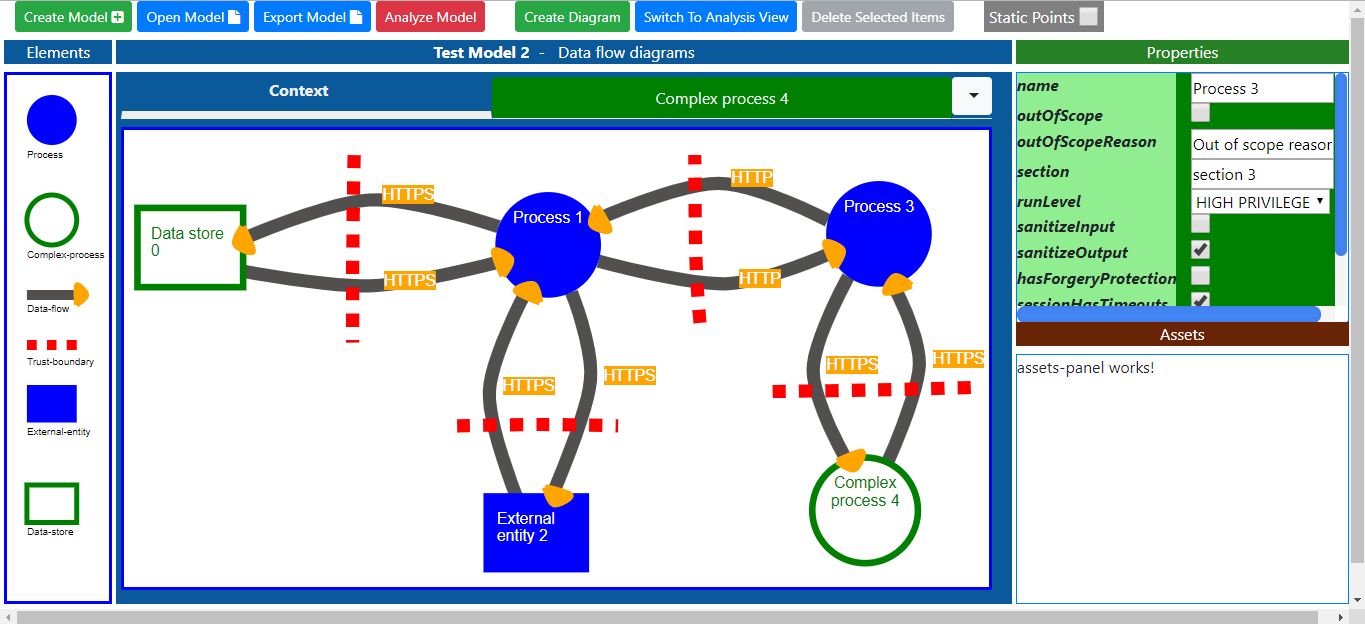 Create Model
Open Model
Export Model
Analyze Model
Create Diagram
Switch To Analysis View
Delete Selected Items
Static Points
Elements
Test Model 2 - Data flow diagrams
Properties
Process
Complex-process
Data-flow
Trust-boundary
External-entity
Data-store
Context
Complex process 4
HTTPS
HTTP
Process 1
Process 3
Data store
0
HTTPS
HTTP
HTTPS
HTTPS
HTTPS
HTTPS
External
entity 2
Complex
process 4
name
Process 3
outOfScope
outOfScopeReason
Out of scope reason
section
section 3
runLevel
HIGH PRIVILEGE
sanitizeInput
sanitizeOutput
hasForgeryProtection
sessionHasTimeouts
Assets
assets-panel works!